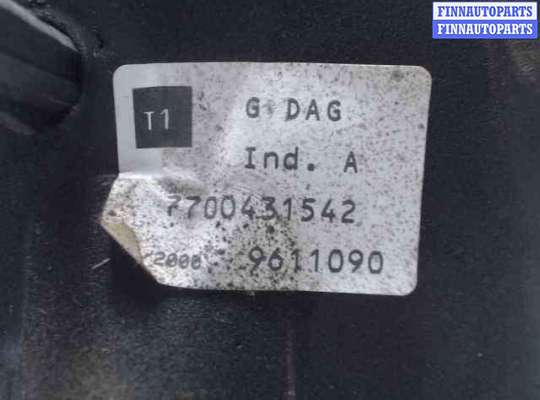 FINNAUTOPARTS
FINNAUTOPARTS
T1
G DAG
Ind. A
7700431542
2000 9611090